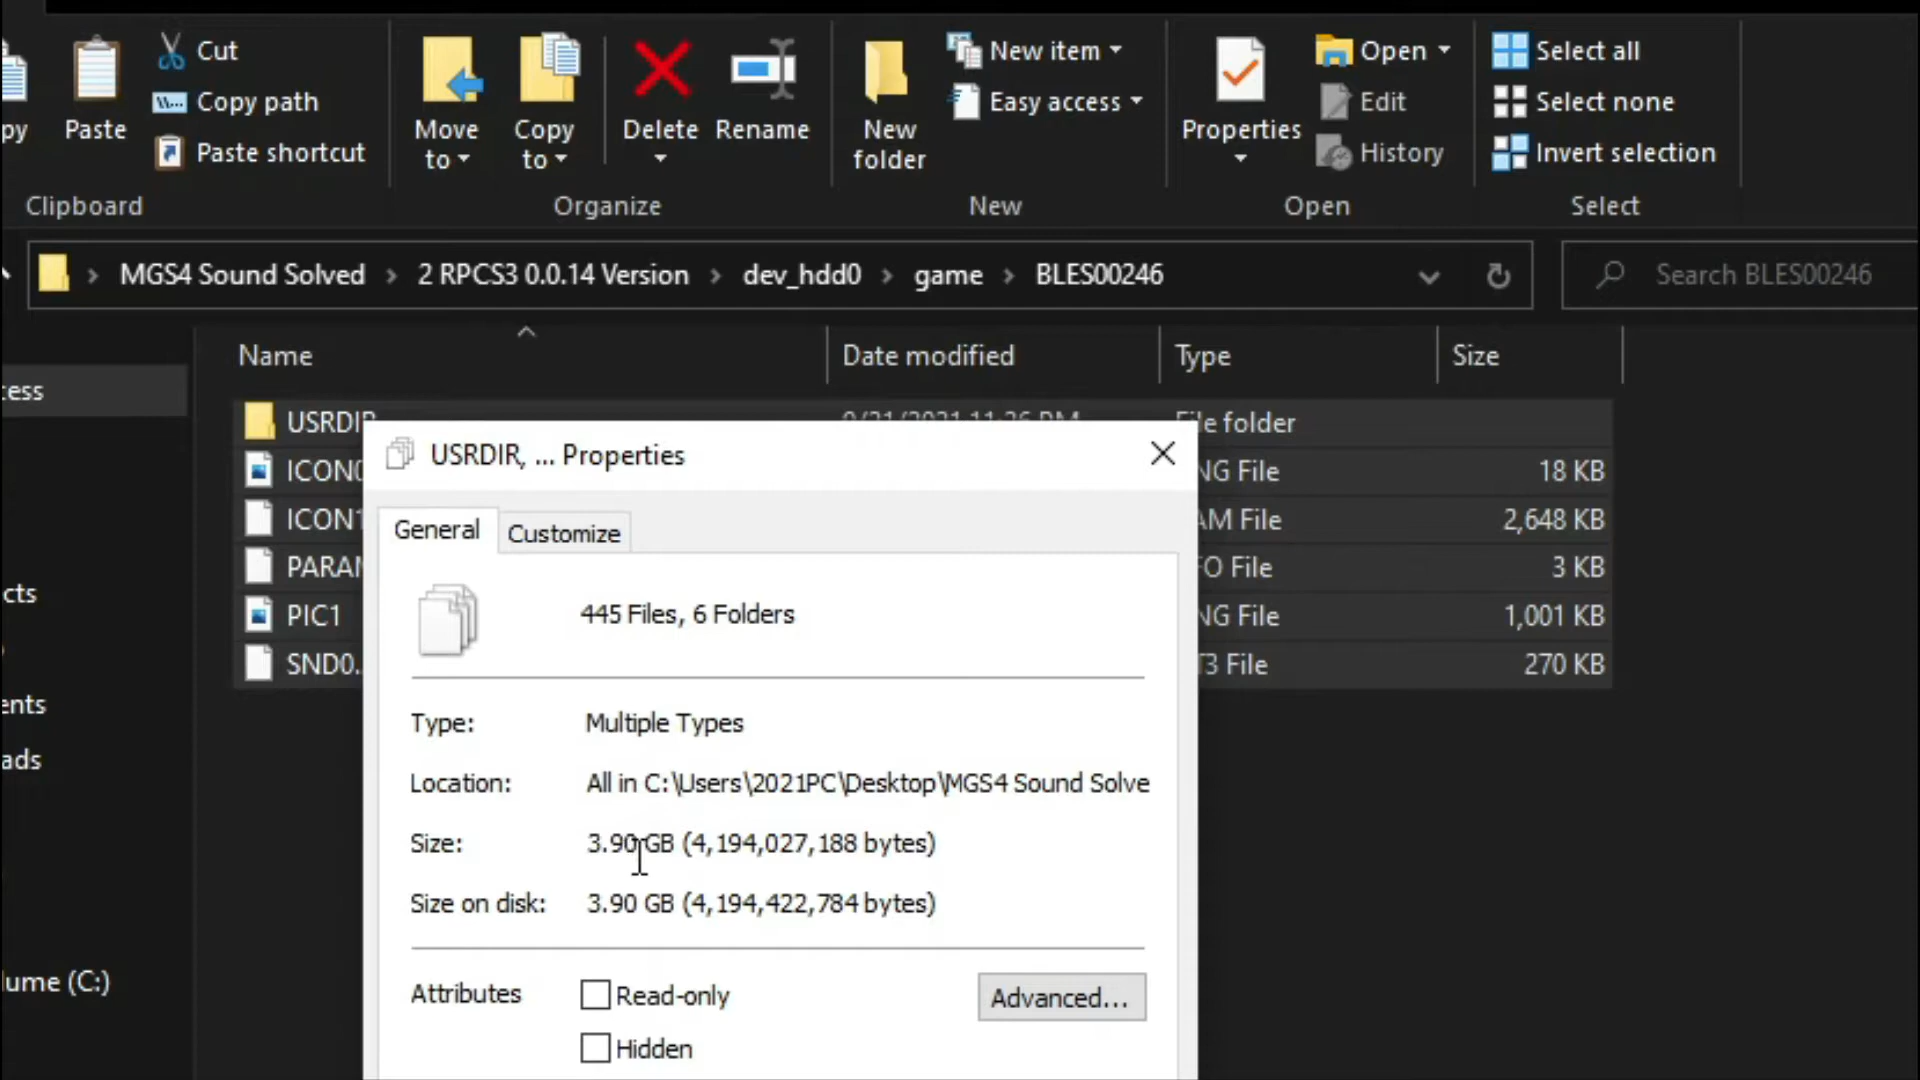 Cut
Copy path
Paste shortcut
py
Paste
Clipboard
Move to
Copy to
Delete
Rename
Organize
New folder
New item
Easy access
New
Properties
Open
Edit
History
Open
Select all
Select none
Invert selection
Select
MGS4 Sound Solved > 2 RPCS3 0.0.14 Version > dev_hdd0 > game > BLES00246
Search BLES00246
Name Date modified Type Size
cess
cts
ents
ads
lume (C:)
USRDIR File folder
ICON0 NG File 18 KB
ICON1 AM File 2,648 KB
PARAM FO File 3 KB
PIC1 NG File 1,001 KB
SND0. T3 File 270 KB
USRDIR, ... Properties
General
Customize
445 Files, 6 Folders
Type: Multiple Types
Location: All in C:\Users\2021PC\Desktop\MGS4 Sound Solve
Size: 3.90 GB (4,194,027,188 bytes)
Size on disk: 3.90 GB (4,194,422,784 bytes)
Attributes
Read-only
Advanced...
Hidden